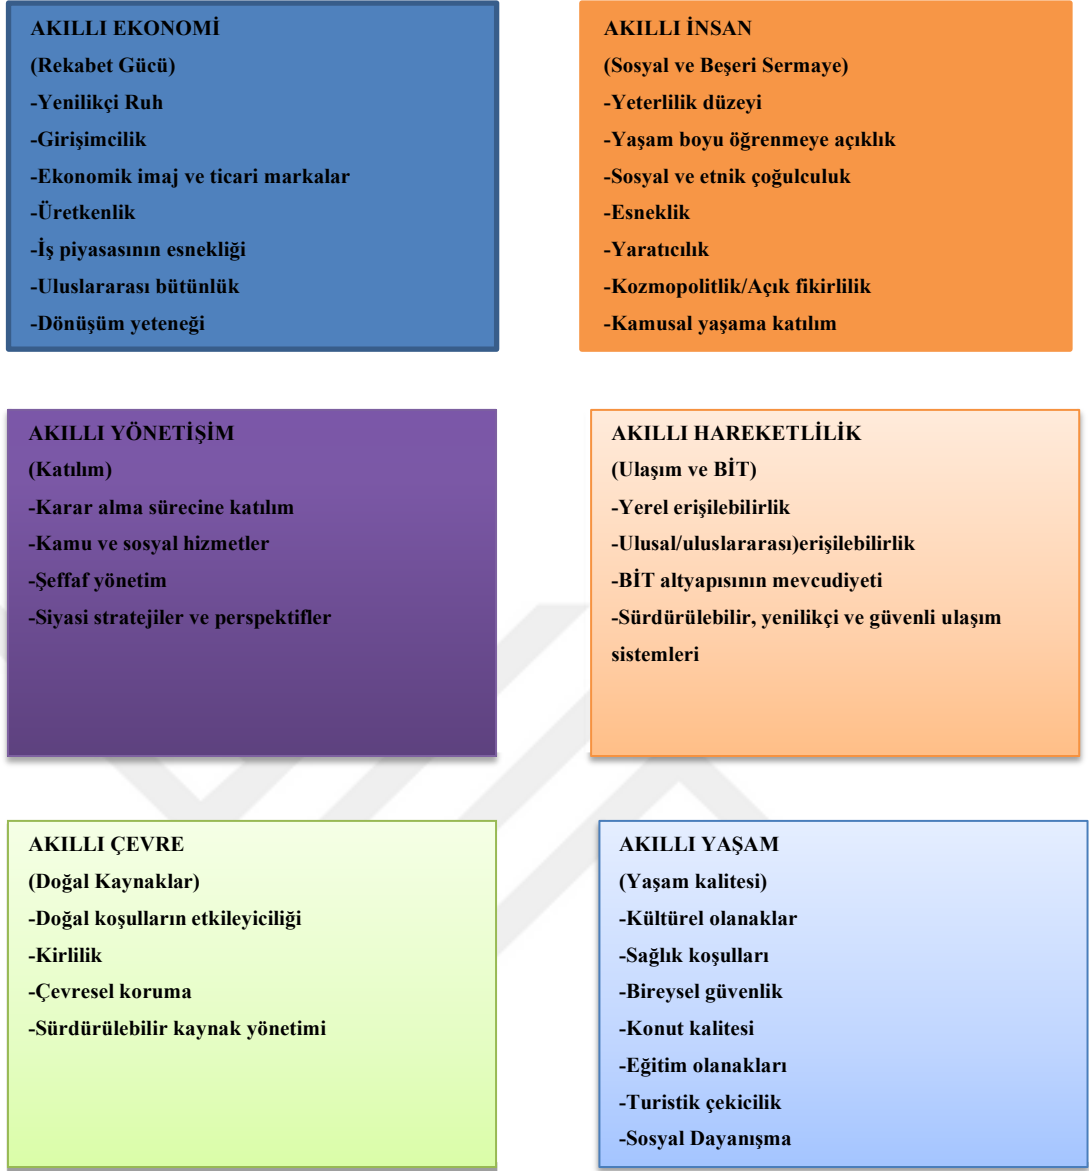 AKILLI EKONOMİ
(Rekabet Gücü)
-Yenilikçi Ruh
-Girişimcilik
-Ekonomik imaj ve ticari markalar
-Üretkenlik
-İş piyasasının esnekliği
-Uluslararası bütünlük
-Dönüşüm yeteneği
AKILLI İNSAN
(Sosyal ve Beşeri Sermaye)
-Yeterlilik düzeyi
-Yaşam boyu öğrenmeye açıklık
-Sosyal ve etnik çoğulculuk
-Esneklik
-Yaratıcılık
-Kozmopolitlik/Açık fikirlilik
-Kamusal yaşama katılım
AKILLI YÖNETİŞİM
(Katılım)
-Karar alma sürecine katılım
-Kamu ve sosyal hizmetler
-Şeffaf yönetim
-Siyasi stratejiler ve perspektifler
AKILLI HAREKETLİLİK
(Ulaşım ve BİT)
-Yerel erişilebilirlik
-Ulusal/uluslararası)erişilebilirlik
-BİT altyapısının mevcudiyeti
-Sürdürülebilir, yenilikçi ve güvenli ulaşım
sistemleri
AKILLI ÇEVRE
(Doğal Kaynaklar)
-Doğal koşulların etkileyiciliği
-Kirlilik
-Çevresel koruma
-Sürdürülebilir kaynak yönetimi
AKILLI YAŞAM
(Yaşam kalitesi)
-Kültürel olanaklar
-Sağlık koşulları
-Bireysel güvenlik
-Konut kalitesi
-Eğitim olanakları
-Turistik çekicilik
-Sosyal Dayanışma